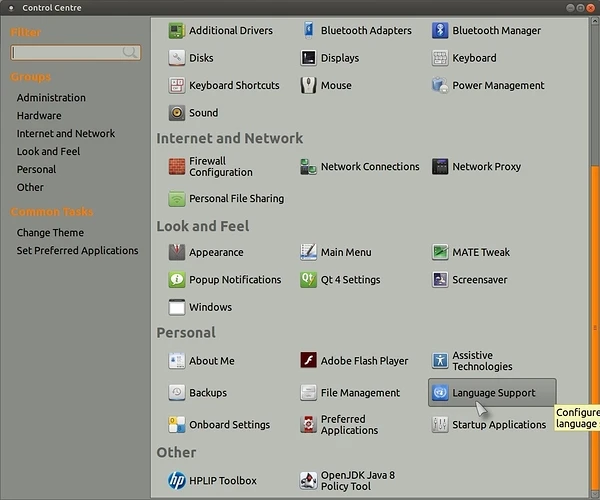 Control Centre
Filter
Groups
Administration
Hardware
Internet and Network
Look and Feel
Personal
Other
Common Tasks
Change Theme
Set Preferred Applications
Additional Drivers
Bluetooth Adapters
Bluetooth Manager
Disks
Displays
Keyboard
Keyboard Shortcuts
Mouse
Power Management
Sound
Internet and Network
Firewall
Configuration
Network Connections
Network Proxy
Personal File Sharing
Look and Feel
Appearance
Main Menu
MATE Tweak
Popup Notifications
Qt 4 Settings
Screensaver
Windows
Personal
About Me
Adobe Flash Player
Assistive
Technologies
Backups
File Management
Language Support
Configure
language
Onboard Settings
Preferred
Applications
Startup Applications
Other
HPLIP Toolbox
OpenJDK Java 8
Policy Tool